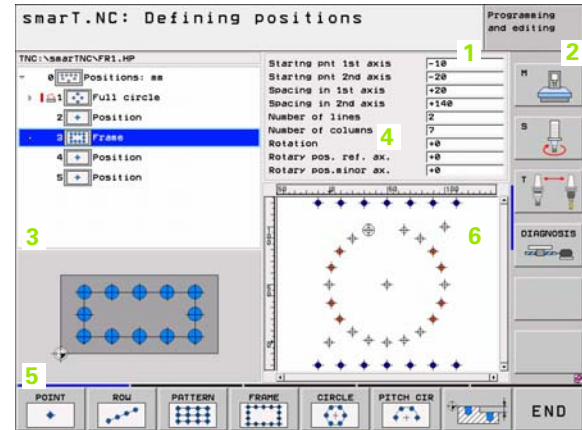 smarT.NC: Defining positions
Programming and editing
TNC:\smarTNC\FR1.HP
0 Positions: mm
1 Full circle
2 Position
3 Frame
4 Position
5 Position
Startng pnt 1st axis -10
Startng pnt 2nd axis -20
Spacing in 1st axis +20
Spacing in 2nd axis +140
Number of lines 2
Number of columns 7
Rotation +0
Rotary pos. ref. ax. +0
Rotary pos.minor ax. +0
1
2
3
4
5
6
M
S
T
DIAGNOSIS
POINT
ROW
PATTERN
FRAME
CIRCLE
PITCH CIR
END